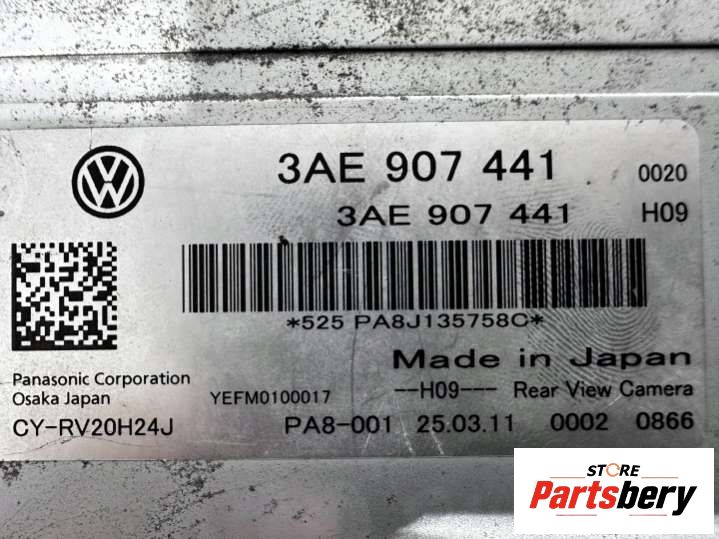 3AE 907 441 0020
3AE 907 441 H09
*525 PA8J135758C*
Made in Japan
Panasonic Corporation
Osaka Japan
YEFM0100017
--H09--- Rear View Camera
CY-RV20H24J
PA8-001 25.03.11 0002 0866
STORE
Partsbery